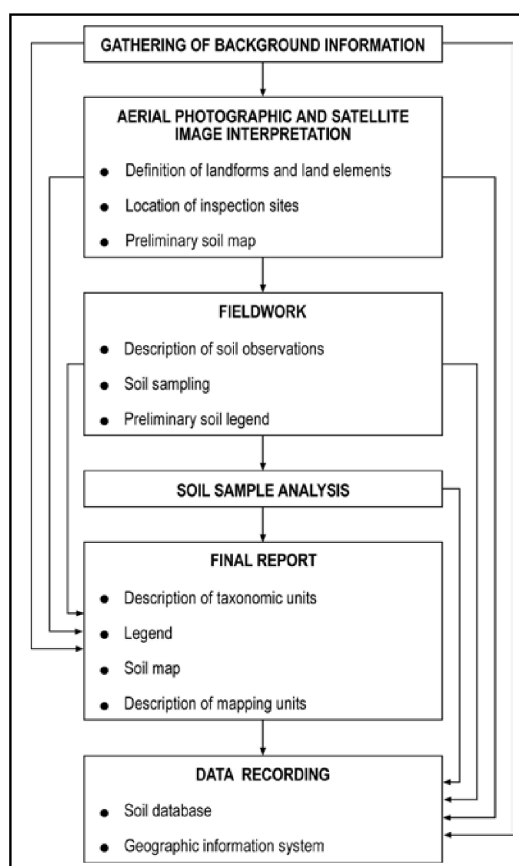 GATHERING OF BACKGROUND INFORMATION
AERIAL PHOTOGRAPHIC AND SATELLITE
IMAGE INTERPRETATION
● Definition of landforms and land elements
● Location of inspection sites
● Preliminary soil map
FIELDWORK
● Description of soil observations
● Soil sampling
● Preliminary soil legend
SOIL SAMPLE ANALYSIS
FINAL REPORT
● Description of taxonomic units
● Legend
● Soil map
● Description of mapping units
DATA RECORDING
● Soil database
● Geographic information system